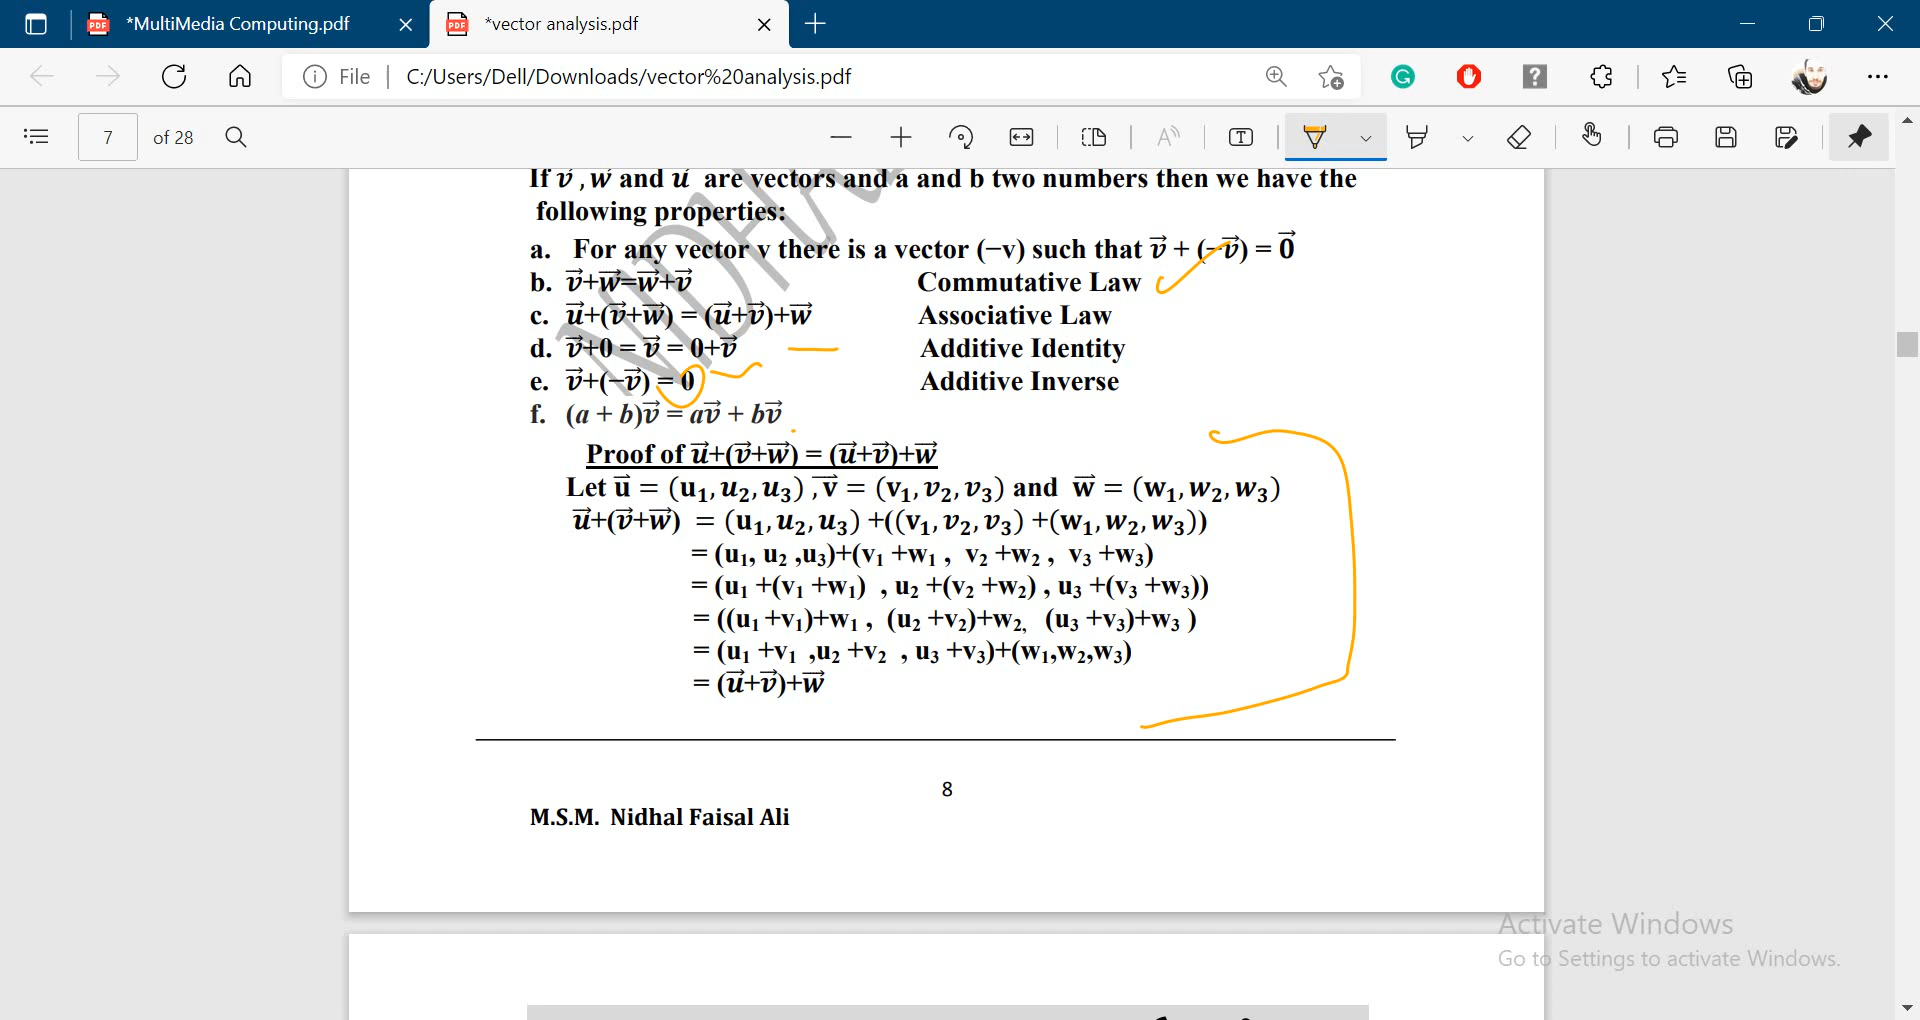 *MultiMedia Computing.pdf
*vector analysis.pdf
File C:/Users/Dell/Downloads/vector%20analysis.pdf
7 of 28
If v⃗ , w⃗ and u⃗ are vectors and a and b two numbers then we have the
following properties:
a. For any vector v there is a vector (−v) such that v⃗ + (−v⃗) = 0⃗
b. v⃗+w⃗=w⃗+v⃗ Commutative Law
c. u⃗+(v⃗+w⃗) = (u⃗+v⃗)+w⃗ Associative Law
d. v⃗+0 = v⃗ = 0+v⃗ Additive Identity
e. v⃗+(−v⃗) = 0 Additive Inverse
f. (a + b)v⃗ = av⃗ + bv⃗
Proof of u⃗+(v⃗+w⃗) = (u⃗+v⃗)+w⃗
Let u⃗ = (u₁, u₂, u₃) , v⃗ = (v₁, v₂, v₃) and w⃗ = (w₁, w₂, w₃)
u⃗+(v⃗+w⃗) = (u₁, u₂, u₃) +((v₁, v₂, v₃) +(w₁, w₂, w₃))
= (u₁, u₂ ,u₃)+(v₁ +w₁ , v₂ +w₂ , v₃ +w₃)
= (u₁ +(v₁ +w₁) , u₂ +(v₂ +w₂) , u₃ +(v₃ +w₃))
= ((u₁ +v₁)+w₁ , (u₂ +v₂)+w₂, (u₃ +v₃)+w₃ )
= (u₁ +v₁ ,u₂ +v₂ , u₃ +v₃)+(w₁,w₂,w₃)
= (u⃗+v⃗)+w⃗
8
M.S.M. Nidhal Faisal Ali
Activate Windows
Go to Settings to activate Windows.